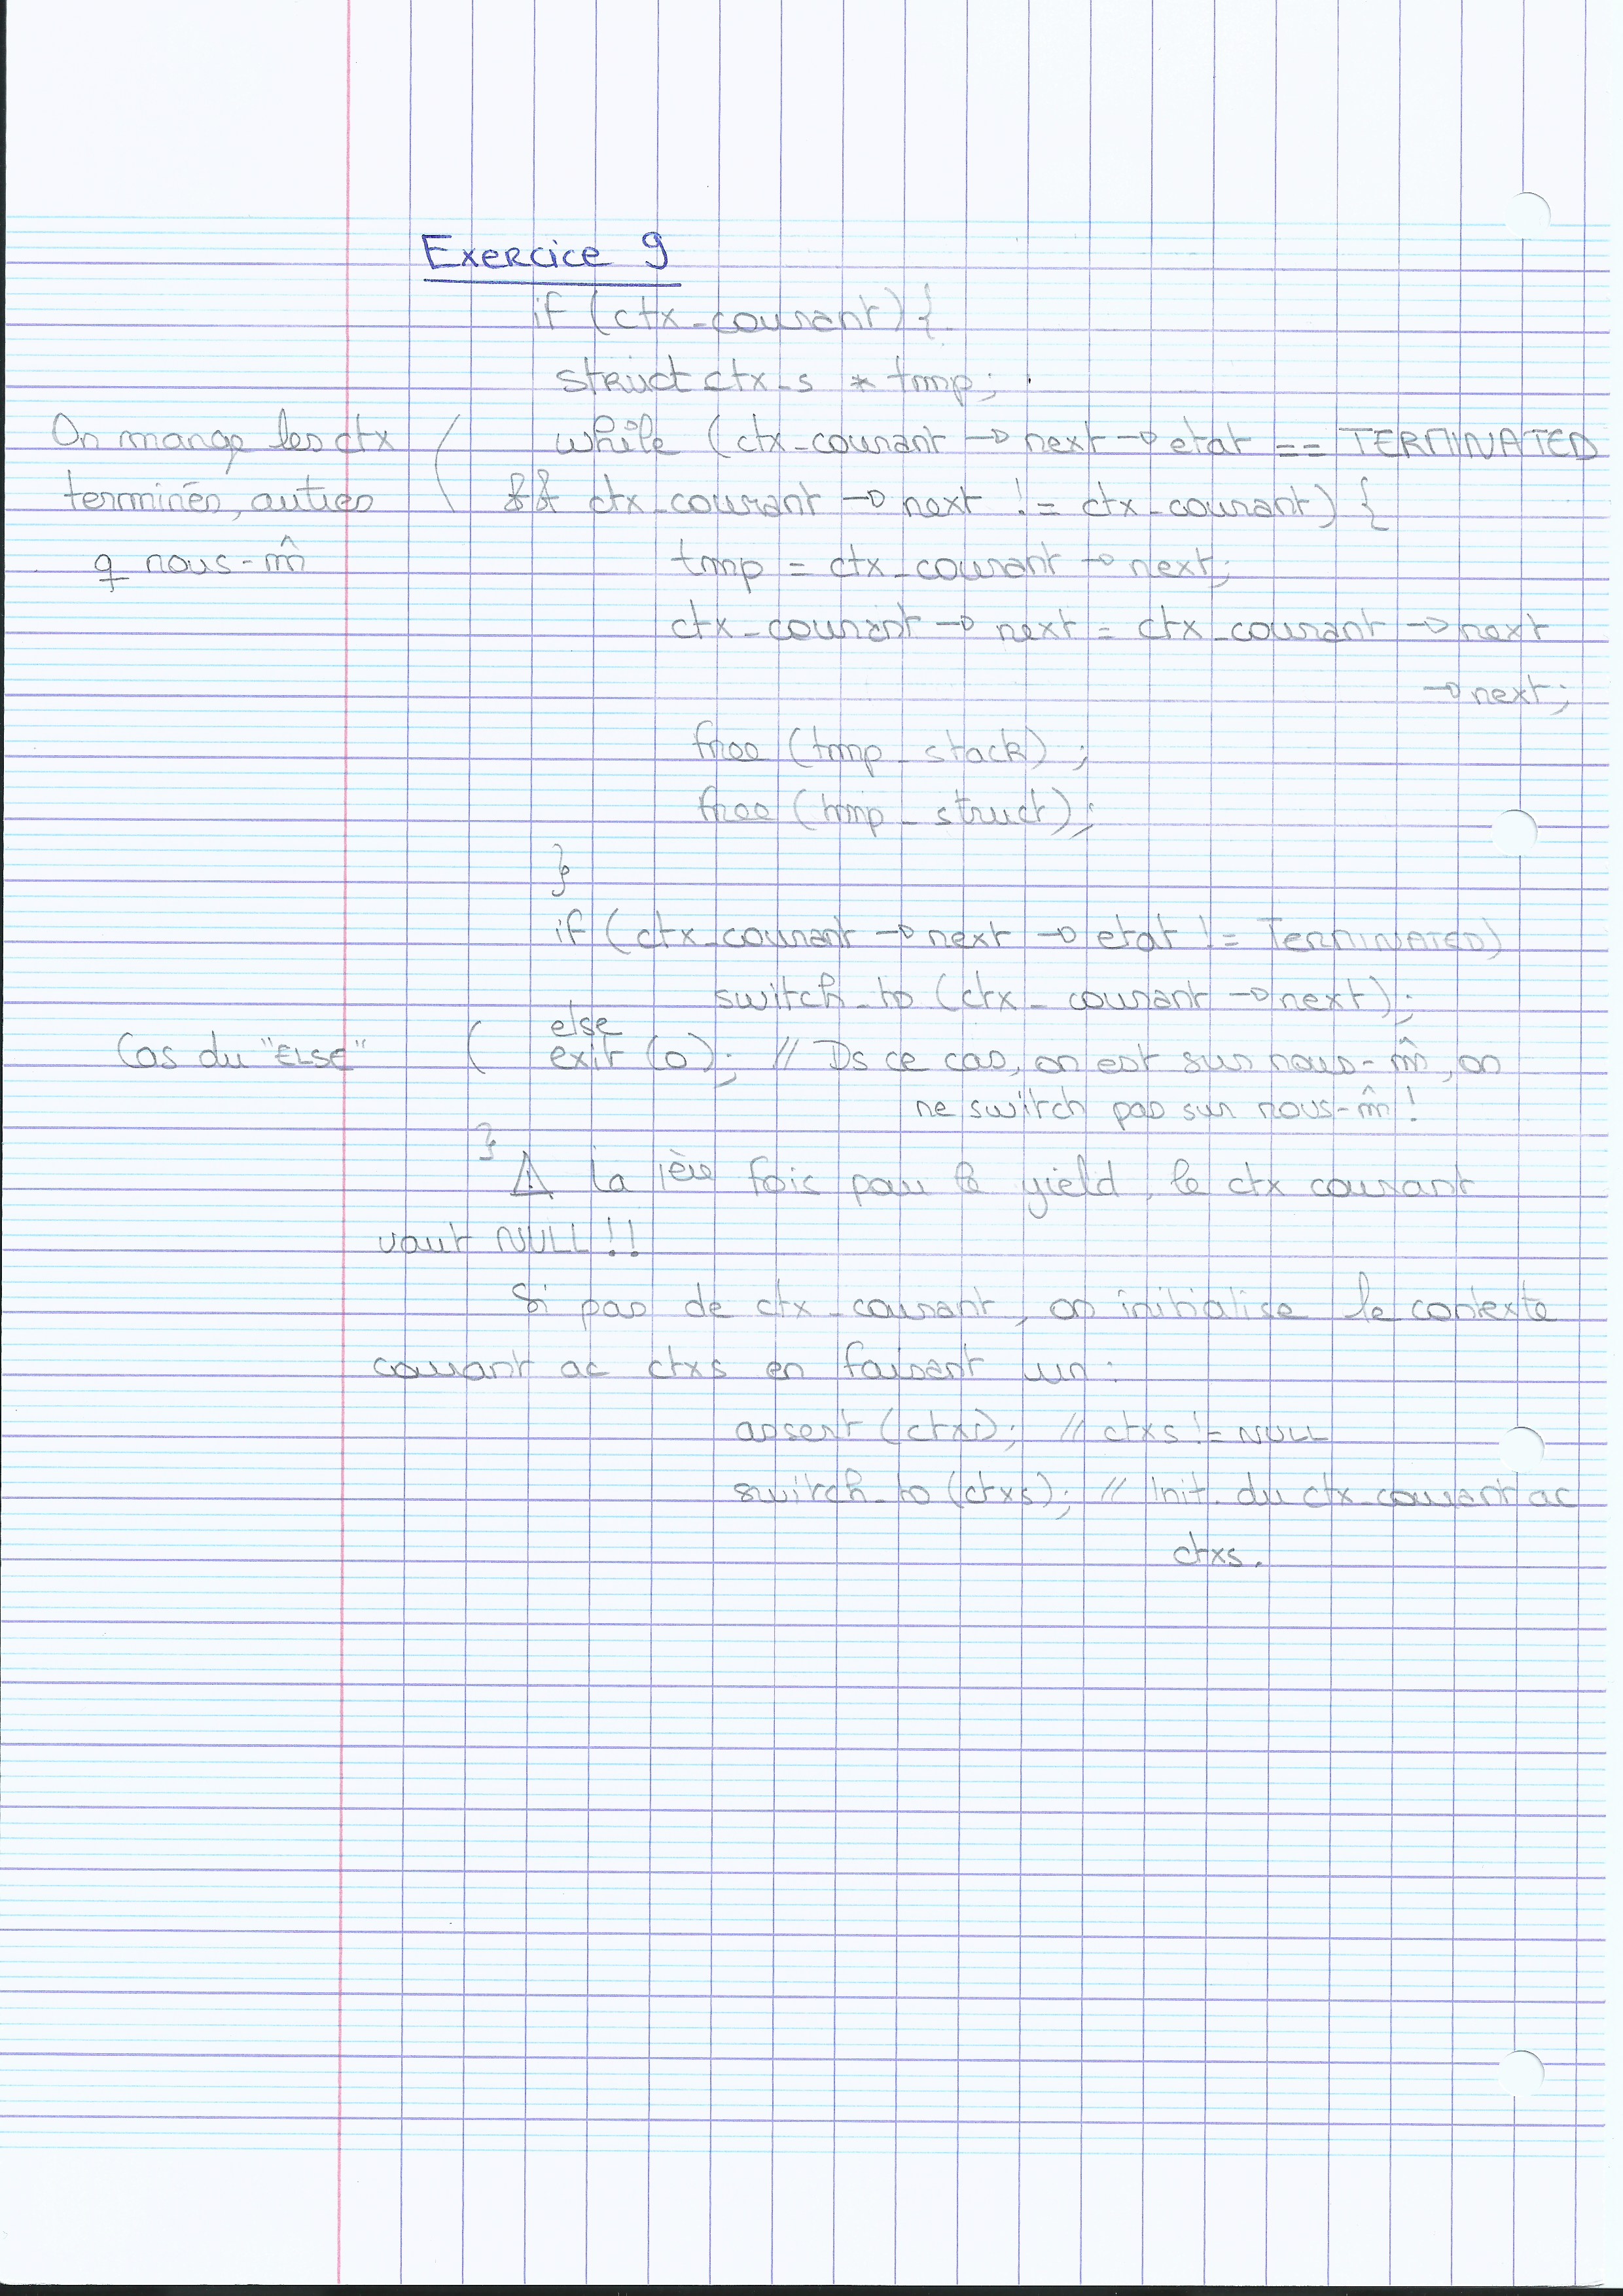 Exercice 9
if (ctx_courant) {
struct ctx_s * tmp;
On mange les ctx
while (ctx_courant → next → etat == TERMINATED
terminés, autres
&& ctx_courant → next != ctx_courant) {
q nous-m̂
tmp = ctx_courant → next;
ctx_courant → next = ctx_courant → next
→ next;
free (tmp_stack) ;
free (tmp_struct) ;
}
if (ctx_courant → next → etat != TERMINATED)
switch_to (ctx_courant → next);
else
Cas du "ELSE"
exit (0); // Ds ce cas, on est sur nous-m̂, on
ne switch pas sur nous-m̂ !
}
⚠ La 1ère fois pour le yield, le ctx courant
vaut NULL !!
Si pas de ctx_courant, on initialise le contexte
courant ac ctxs en faisant un :
assert (ctxs); // ctxs != NULL
switch_to (ctxs); // Init. du ctx_courant ac
ctxs.